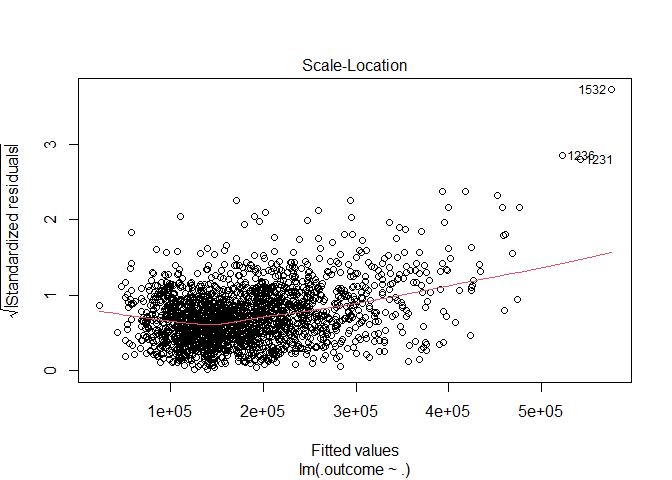 Scale-Location
√|Standardized residuals|
3
2
1
0
1532
1236
1231
1e+05 2e+05 3e+05 4e+05 5e+05
Fitted values
lm(.outcome ~ .)